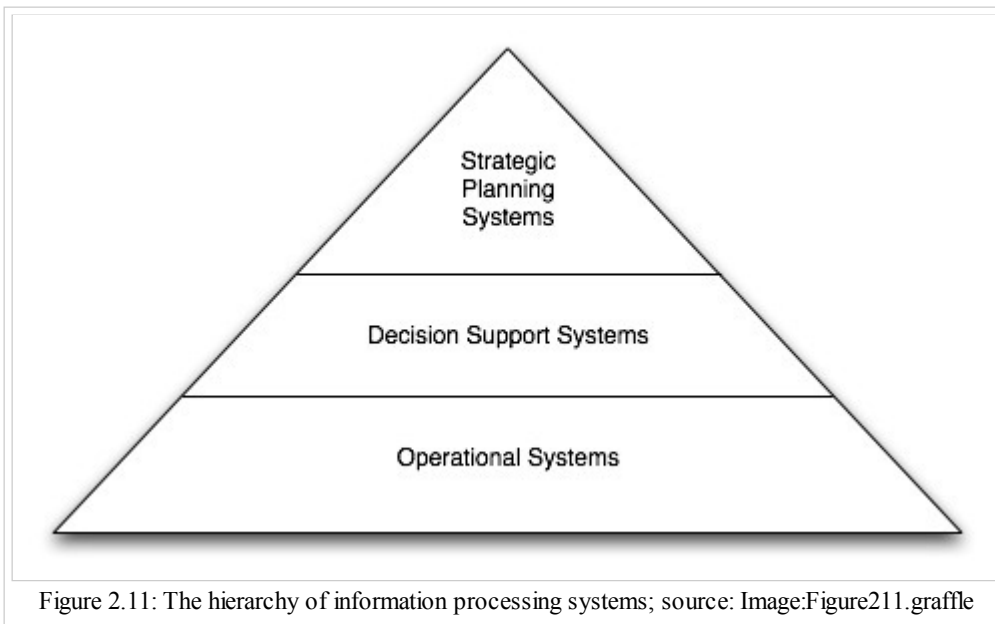 Strategic
Planning
Systems
Decision Support Systems
Operational Systems
Figure 2.11: The hierarchy of information processing systems; source: Image:Figure211.graffle